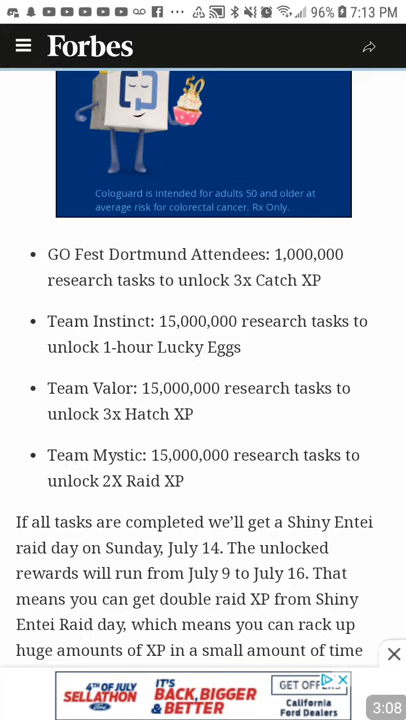 96% 7:13 PM
Forbes
50
Cologuard is intended for adults 50 and older at
average risk for colorectal cancer. Rx Only.
• GO Fest Dortmund Attendees: 1,000,000
research tasks to unlock 3x Catch XP
• Team Instinct: 15,000,000 research tasks to
unlock 1-hour Lucky Eggs
• Team Valor: 15,000,000 research tasks to
unlock 3x Hatch XP
• Team Mystic: 15,000,000 research tasks to
unlock 2X Raid XP
If all tasks are completed we’ll get a Shiny Entei
raid day on Sunday, July 14. The unlocked
rewards will run from July 9 to July 16. That
means you can get double raid XP from Shiny
Entei Raid day, which means you can rack up
huge amounts of XP in a small amount of time
4TH OF JULY
SELLATHON
Ford
IT'S
BACK, BIGGER
& BETTER
GET OFFERS
California
Ford Dealers
3:08